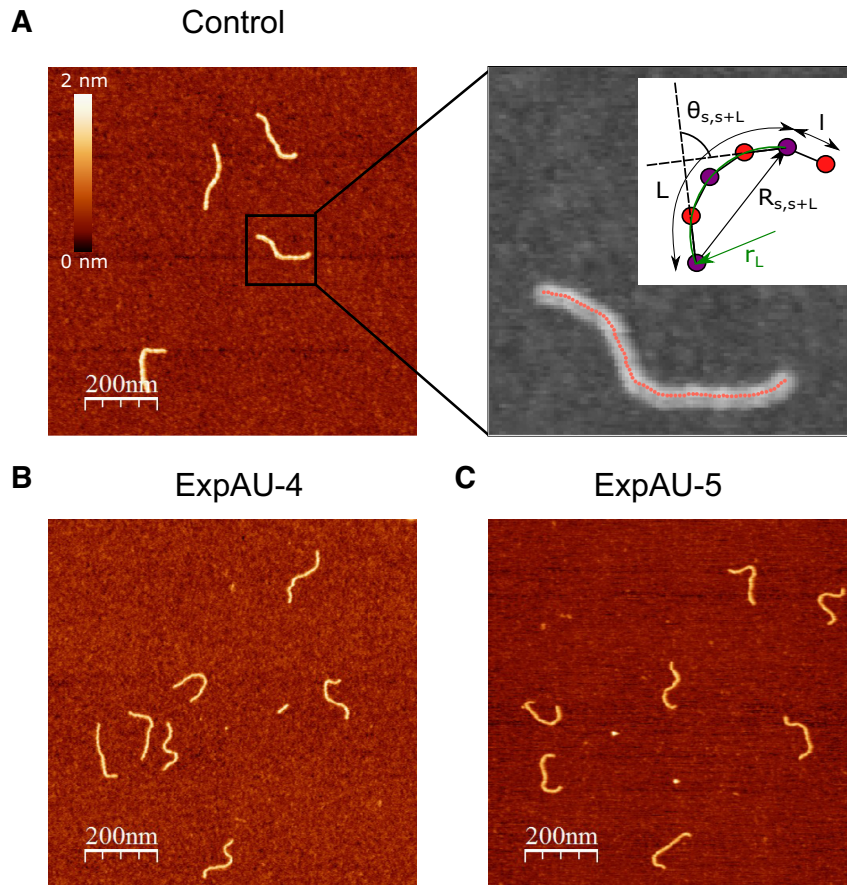 A
Control
2 nm
0 nm
200nm
θs,s+L
l
L
Rs,s+L
rL
B
ExpAU-4
200nm
C
ExpAU-5
200nm